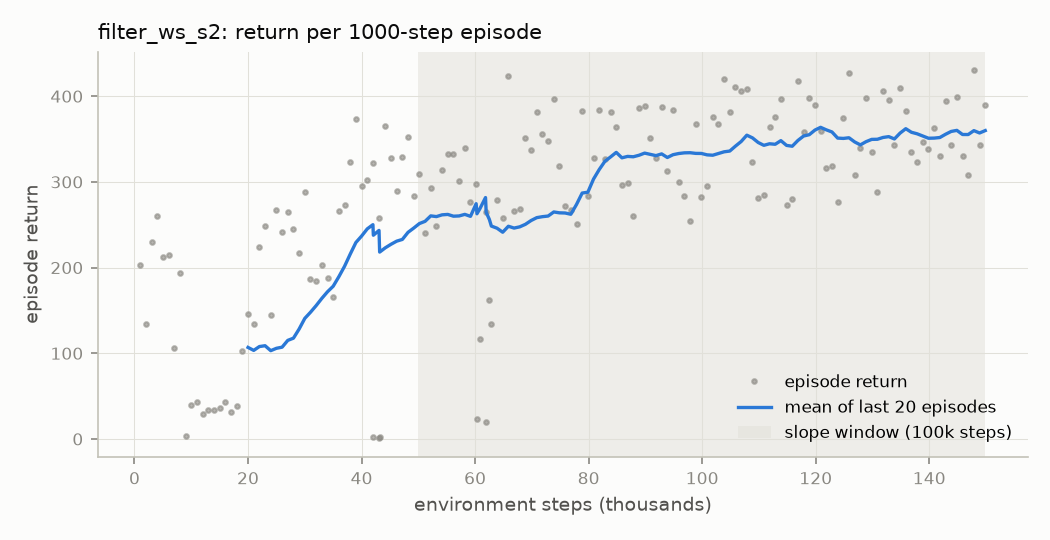 filter_ws_s2: return per 1000-step episode
episode return
400
300
200
100
0
episode return
mean of last 20 episodes
slope window (100k steps)
0 20 40 60 80 100 120 140
environment steps (thousands)